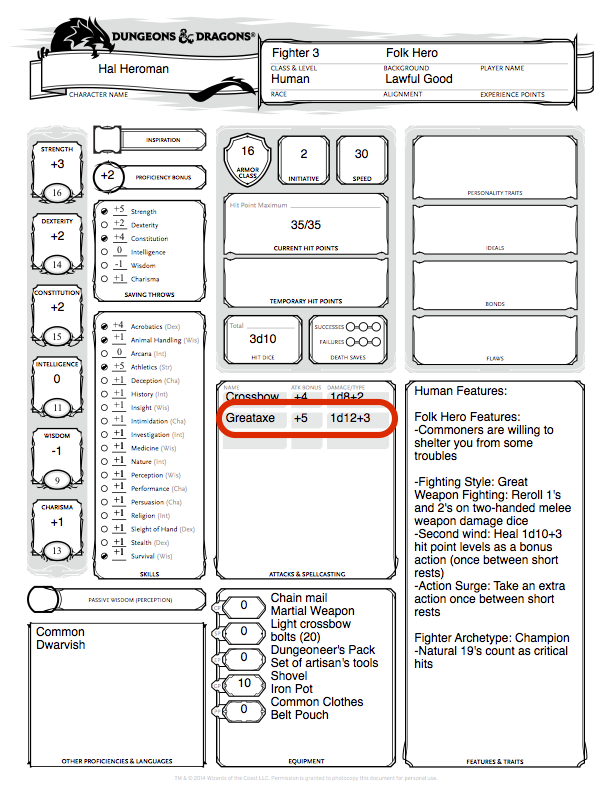 DUNGEONS & DRAGONS®
Hal Heroman
CHARACTER NAME
Fighter 3 Folk Hero
CLASS & LEVEL BACKGROUND PLAYER NAME
Human Lawful Good
RACE ALIGNMENT EXPERIENCE POINTS
STRENGTH
+3
16
DEXTERITY
+2
14
CONSTITUTION
+2
15
INTELLIGENCE
0
11
WISDOM
-1
9
CHARISMA
+1
13
INSPIRATION
+2 PROFICIENCY BONUS
+5 Strength
+2 Dexterity
+4 Constitution
0 Intelligence
-1 Wisdom
+1 Charisma
SAVING THROWS
+4 Acrobatics (Dex)
+1 Animal Handling (Wis)
0 Arcana (Int)
+5 Athletics (Str)
+1 Deception (Cha)
+1 History (Int)
+1 Insight (Wis)
+1 Intimidation (Cha)
+1 Investigation (Int)
+1 Medicine (Wis)
+1 Nature (Int)
+1 Perception (Wis)
+1 Performance (Cha)
+1 Persuasion (Cha)
+1 Religion (Int)
+1 Sleight of Hand (Dex)
+1 Stealth (Dex)
+1 Survival (Wis)
SKILLS
PASSIVE WISDOM (PERCEPTION)
Common
Dwarvish
OTHER PROFICIENCIES & LANGUAGES
16
ARMOR
CLASS
2
INITIATIVE
30
SPEED
Hit Point Maximum
35/35
CURRENT HIT POINTS
TEMPORARY HIT POINTS
Total
3d10
HIT DICE
SUCCESSES
FAILURES
DEATH SAVES
NAME ATK BONUS DAMAGE/TYPE
Crossbow +4 1d8+2
Greataxe +5 1d12+3
ATTACKS & SPELLCASTING
0
0
0
10
0
Chain mail
Martial Weapon
Light crossbow
bolts (20)
Dungeoneer's Pack
Set of artisan's tools
Shovel
Iron Pot
Common Clothes
Belt Pouch
EQUIPMENT
PERSONALITY TRAITS
IDEALS
BONDS
FLAWS
Human Features:
Folk Hero Features:
-Commoners are willing to
shelter you from some
troubles
-Fighting Style: Great
Weapon Fighting: Reroll 1's
and 2's on two-handed melee
weapon damage dice
-Second wind: Heal 1d10+3
hit point levels as a bonus
action (once between short
rests)
-Action Surge: Take an extra
action once between short
rests
Fighter Archetype: Champion
-Natural 19's count as critical
hits
FEATURES & TRAITS
TM & © 2014 Wizards of the Coast LLC. Permission is granted to photocopy this document for personal use.